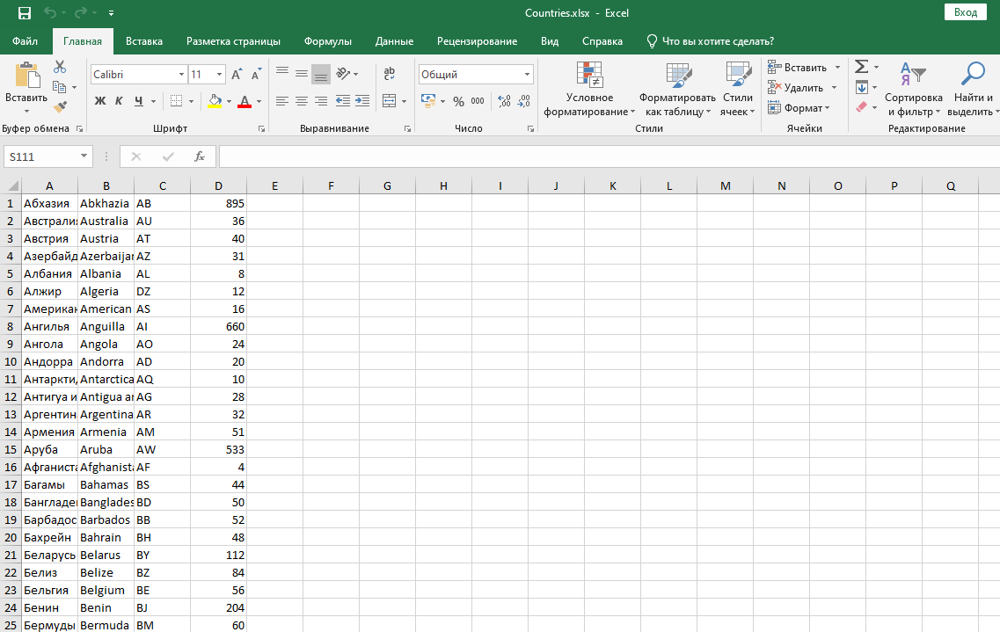 Countries.xlsx - Excel
Вход
Файл Главная Вставка Разметка страницы Формулы Данные Рецензирование Вид Справка Что вы хотите сделать?
Вставить
Calibri 11
Ж К Ч
Общий
% 000
Условное форматирование
Форматировать как таблицу
Стили ячеек
Вставить
Удалить
Формат
Сортировка и фильтр
Найти и выделить
Буфер обмена Шрифт Выравнивание Число Стили Ячейки Редактирование
S111 fx
A B C D E F G H I J K L M N O P Q
1 Абхазия Abkhazia AB 895
2 Австрали Australia AU 36
3 Австрия Austria AT 40
4 Азербайд Azerbaijan AZ 31
5 Албания Albania AL 8
6 Алжир Algeria DZ 12
7 Американ American AS 16
8 Ангилья Anguilla AI 660
9 Ангола Angola AO 24
10 Андорра Andorra AD 20
11 Антаркти Antarctica AQ 10
12 Антигуа и Antigua an AG 28
13 Аргентин Argentina AR 32
14 Армения Armenia AM 51
15 Аруба Aruba AW 533
16 Афганиста Afghanista AF 4
17 Багамы Bahamas BS 44
18 Бангладе Banglades BD 50
19 Барбадос Barbados BB 52
20 Бахрейн Bahrain BH 48
21 Беларусь Belarus BY 112
22 Белиз Belize BZ 84
23 Бельгия Belgium BE 56
24 Бенин Benin BJ 204
25 Бермуды Bermuda BM 60